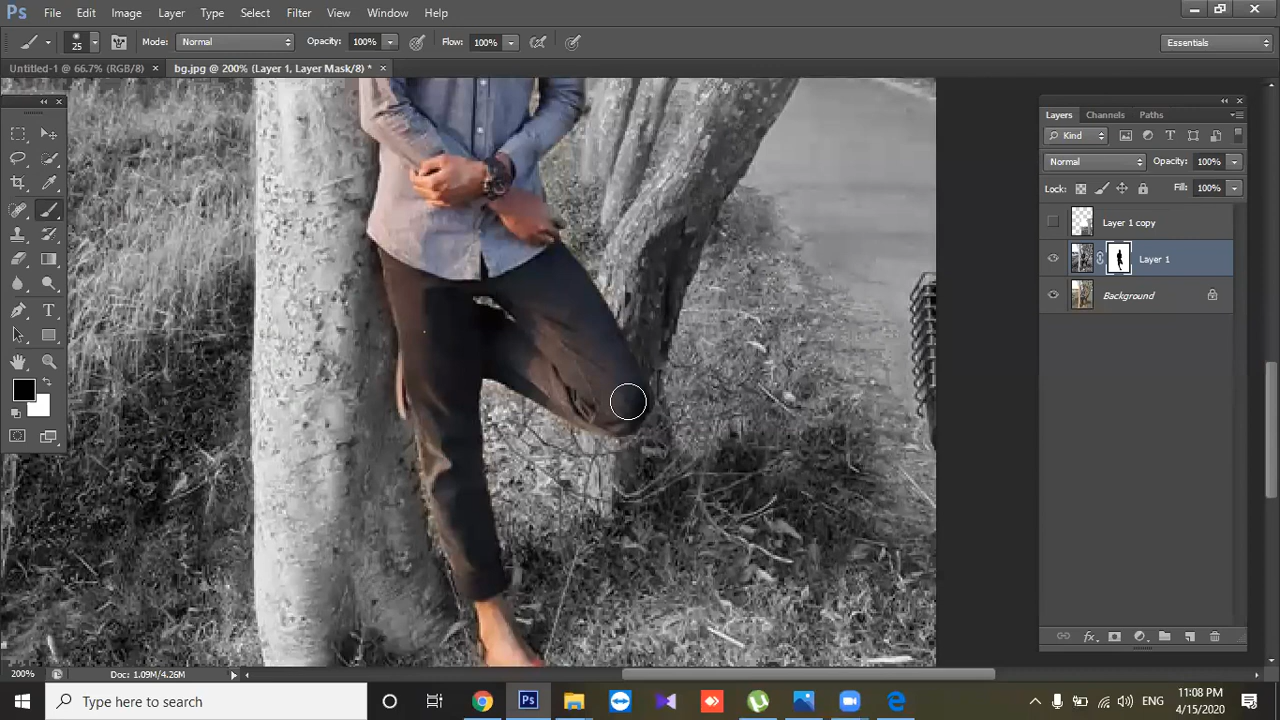 Ps File Edit Image Layer Type Select Filter 3D View Window Help
25 Mode: Normal Opacity: 100% Flow: 100% Essentials
Untitled-1 @ 66.7% (RGB/8) × bg.jpg @ 200% (Layer 1, Layer Mask/8) * ×
Layers Channels Paths
Kind
Normal Opacity: 100%
Lock: Fill: 100%
Layer 1 copy
Layer 1
Background
fx
200% Doc: 1.09M/4.26M
Type here to search
Ps
ENG
11:08 PM
4/15/2020